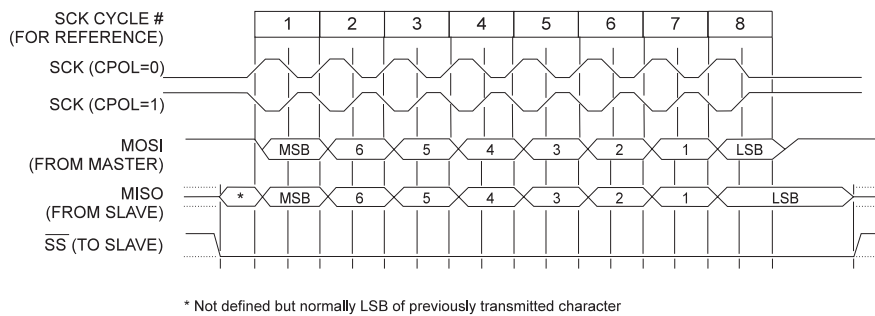 SCK CYCLE # 1 2 3 4 5 6 7 8
(FOR REFERENCE)
SCK (CPOL=0)
SCK (CPOL=1)
MOSI MSB 6 5 4 3 2 1 LSB
(FROM MASTER)
MISO * MSB 6 5 4 3 2 1 LSB
(FROM SLAVE)
SS (TO SLAVE)
* Not defined but normally LSB of previously transmitted character